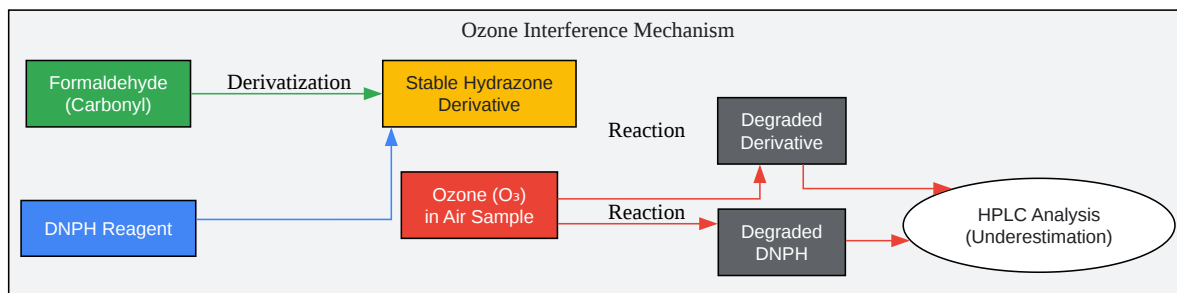 Ozone Interference Mechanism
Formaldehyde
(Carbonyl)
Derivatization
Stable Hydrazone
Derivative
Reaction
Degraded
Derivative
DNPH Reagent
Ozone (O₃)
in Air Sample
Reaction
Degraded
DNPH
HPLC Analysis
(Underestimation)